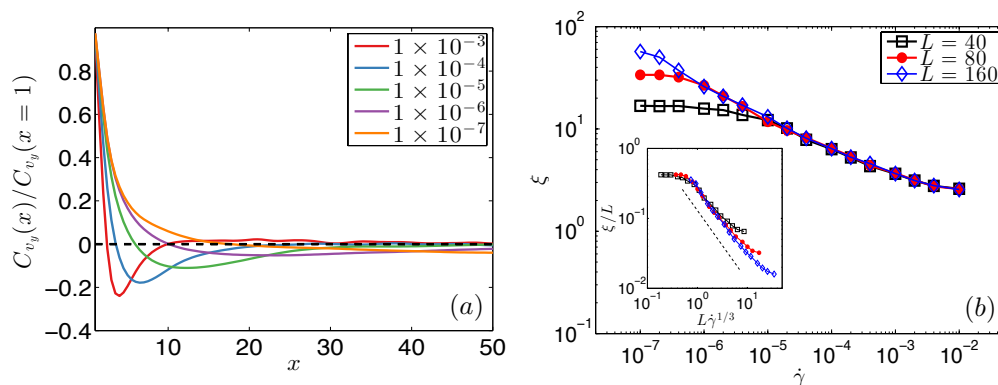 C_{v_y}(x)/C_{v_y}(x = 1)
0.8
0.6
0.4
0.2
0
−0.2
−0.4
10 20 30 40 50
x
1 × 10^{−3}
1 × 10^{−4}
1 × 10^{−5}
1 × 10^{−6}
1 × 10^{−7}
(a)
ξ
10^2
10^1
10^0
10^{−1}
10^{−7} 10^{−6} 10^{−5} 10^{−4} 10^{−3} 10^{−2}
γ̇
L = 40
L = 80
L = 160
ξ/L
10^0
10^{−1}
10^{−2}
10^{−1} 10^0 10^1
Lγ̇^{1/3}
(b)